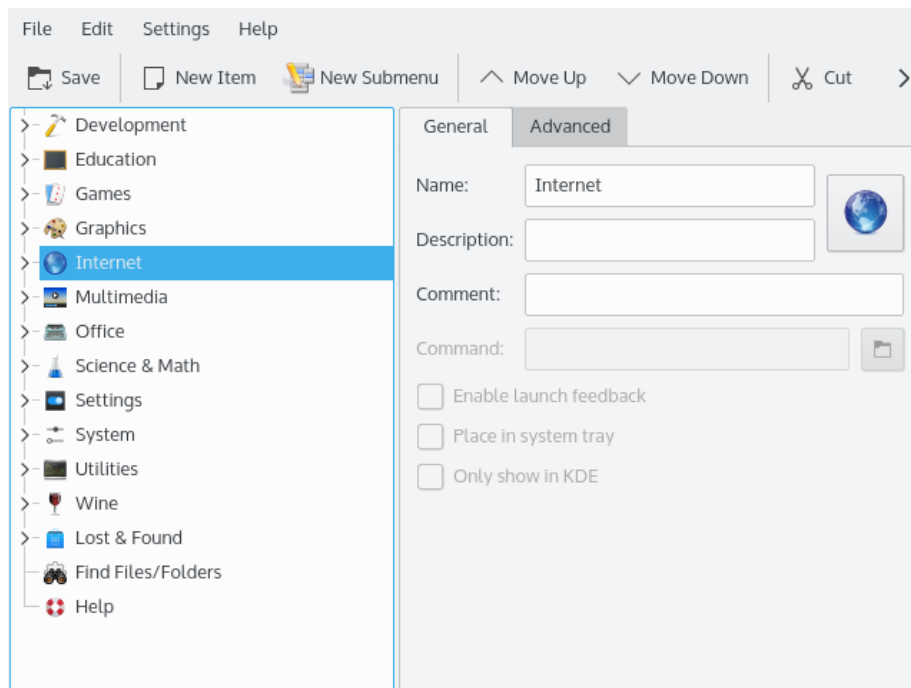 File Edit Settings Help
Save New Item New Submenu Move Up Move Down Cut
Development
Education
Games
Graphics
Internet
Multimedia
Office
Science & Math
Settings
System
Utilities
Wine
Lost & Found
Find Files/Folders
Help
General Advanced
Name: Internet
Description:
Comment:
Command:
Enable launch feedback
Place in system tray
Only show in KDE